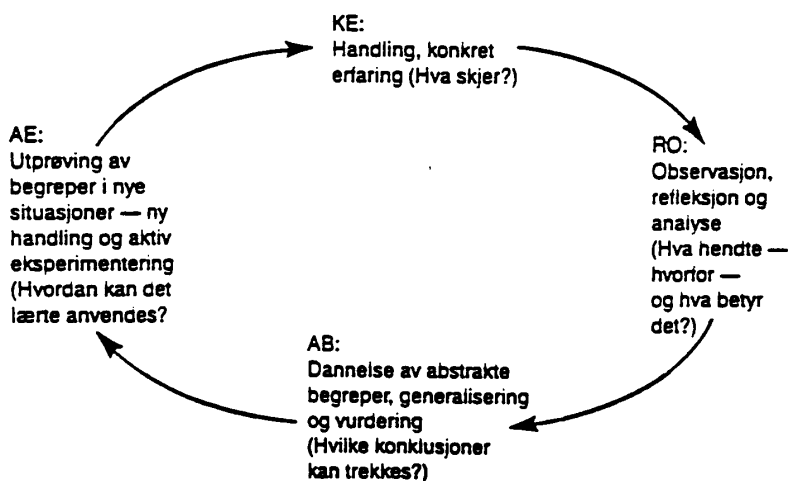 KE:
Handling, konkret
erfaring (Hva skjer?)
RO:
Observasjon,
refleksjon og
analyse
(Hva hendte —
hvorfor —
og hva betyr
det?)
AB:
Dannelse av abstrakte
begreper, generalisering
og vurdering
(Hvilke konklusjoner
kan trekkes?)
AE:
Utprøving av
begreper i nye
situasjoner — ny
handling og aktiv
eksperimentering
(Hvordan kan det
lærte anvendes?